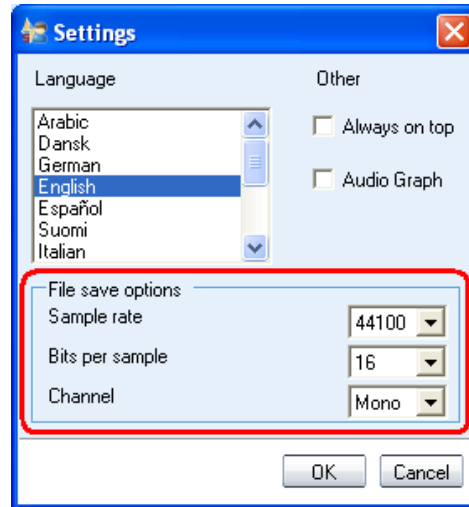 Settings
Language
Other
Arabic
Dansk
German
English
Español
Suomi
Italian
Always on top
Audio Graph
File save options
Sample rate
44100
Bits per sample
16
Channel
Mono
OK
Cancel